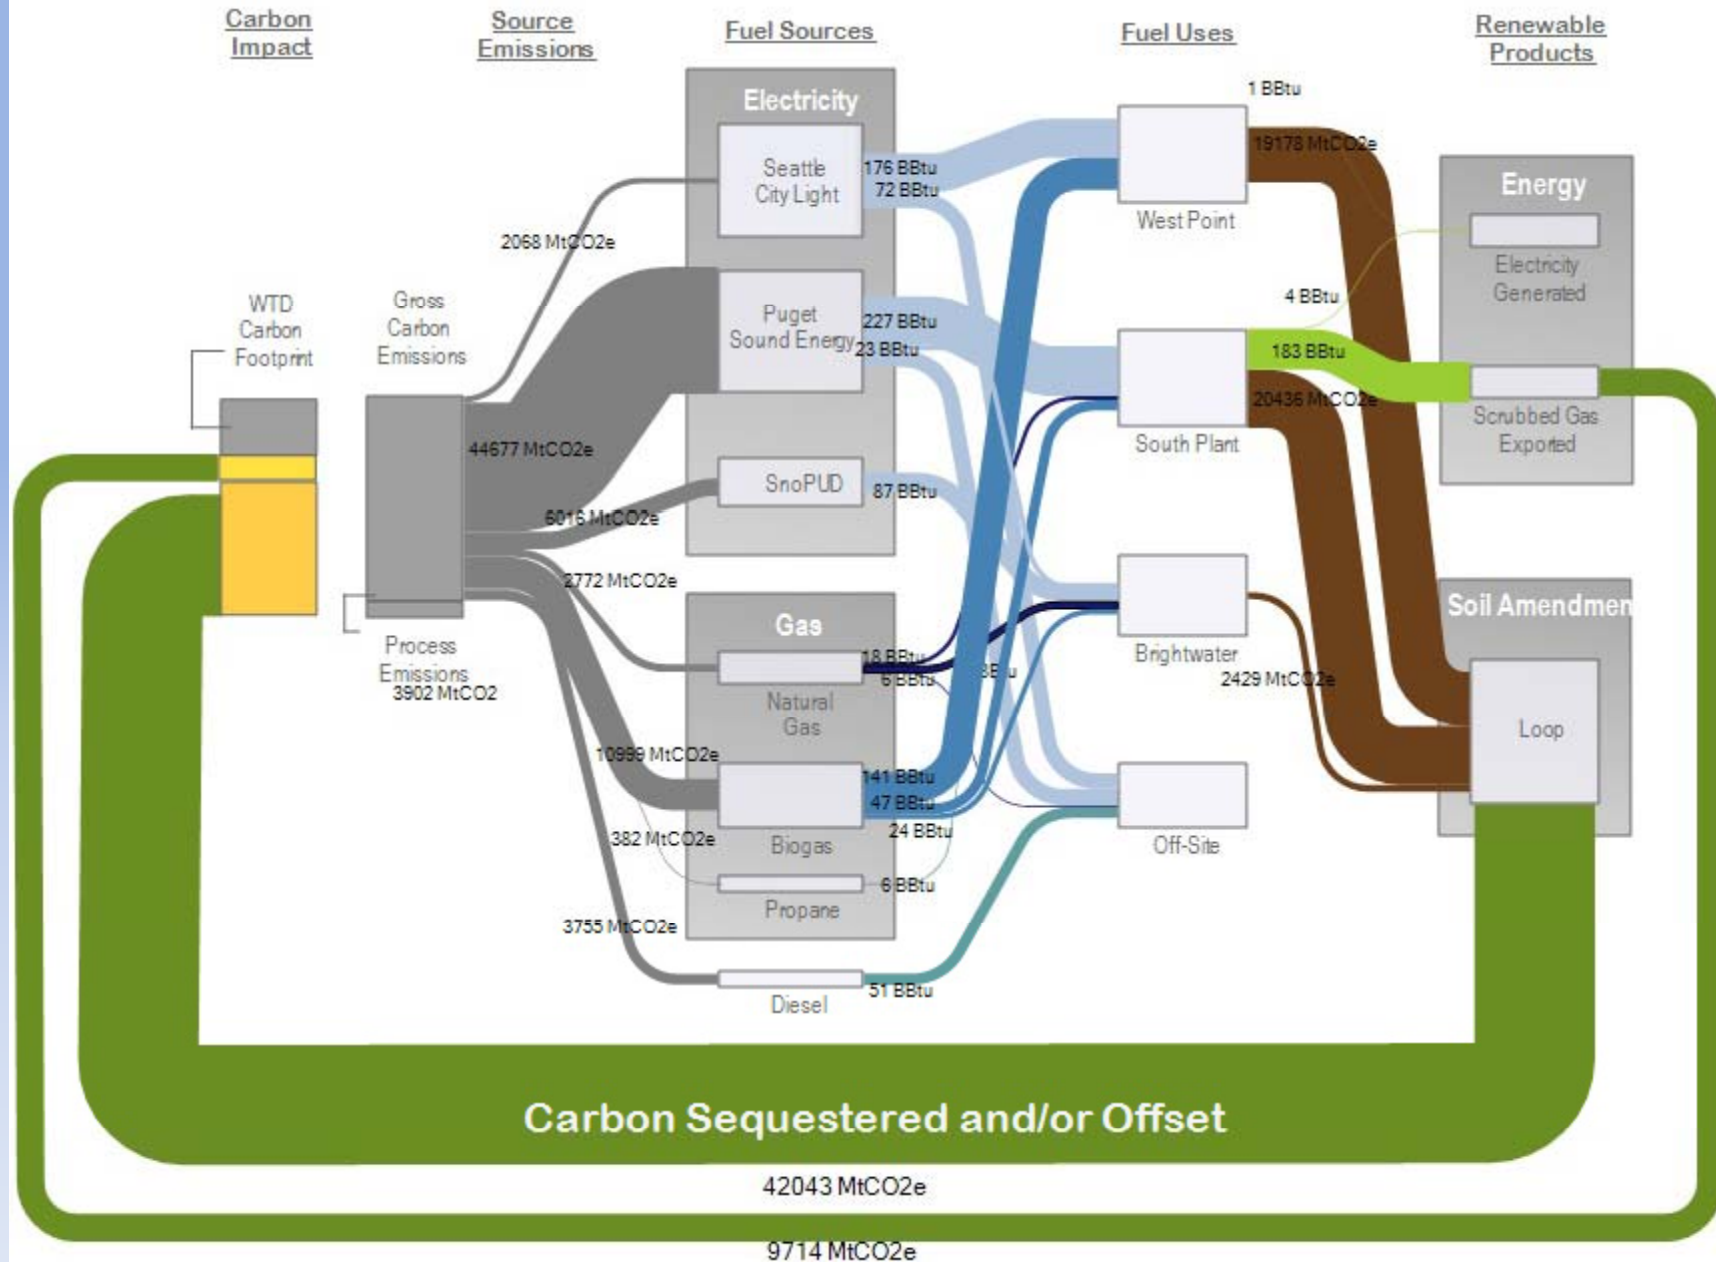 Carbon
Impact
Source
Emissions
Fuel Sources
Fuel Uses
Renewable
Products
Electricity
Seattle
City Light
176 BBtu
72 BBtu
2068 MtCO2e
Puget
Sound Energy
227 BBtu
23 BBtu
44677 MtCO2e
SnoPUD
87 BBtu
6016 MtCO2e
WTD
Carbon
Footprint
Gross
Carbon
Emissions
Process
Emissions
3902 MtCO2
2772 MtCO2e
Gas
Natural
Gas
18 BBtu
6 BBtu
10999 MtCO2e
Biogas
141 BBtu
47 BBtu
24 BBtu
382 MtCO2e
Propane
6 BBtu
3755 MtCO2e
Diesel
51 BBtu
West Point
1 BBtu
19178 MtCO2e
South Plant
4 BBtu
183 BBtu
20436 MtCO2e
Brightwater
2429 MtCO2e
Off-Site
Energy
Electricity
Generated
Scrubbed Gas
Exported
Soil Amendmen
Loop
Carbon Sequestered and/or Offset
42043 MtCO2e
9714 MtCO2e